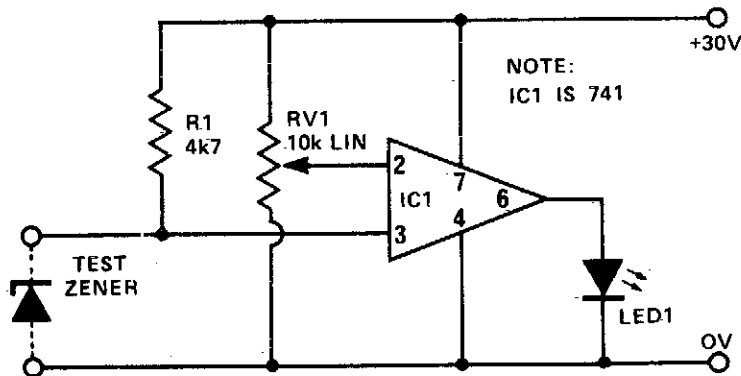 +30V
NOTE:
IC1 IS 741
R1
4k7
RV1
10k LIN
2
7
IC1
6
4
3
TEST
ZENER
LED1
0V